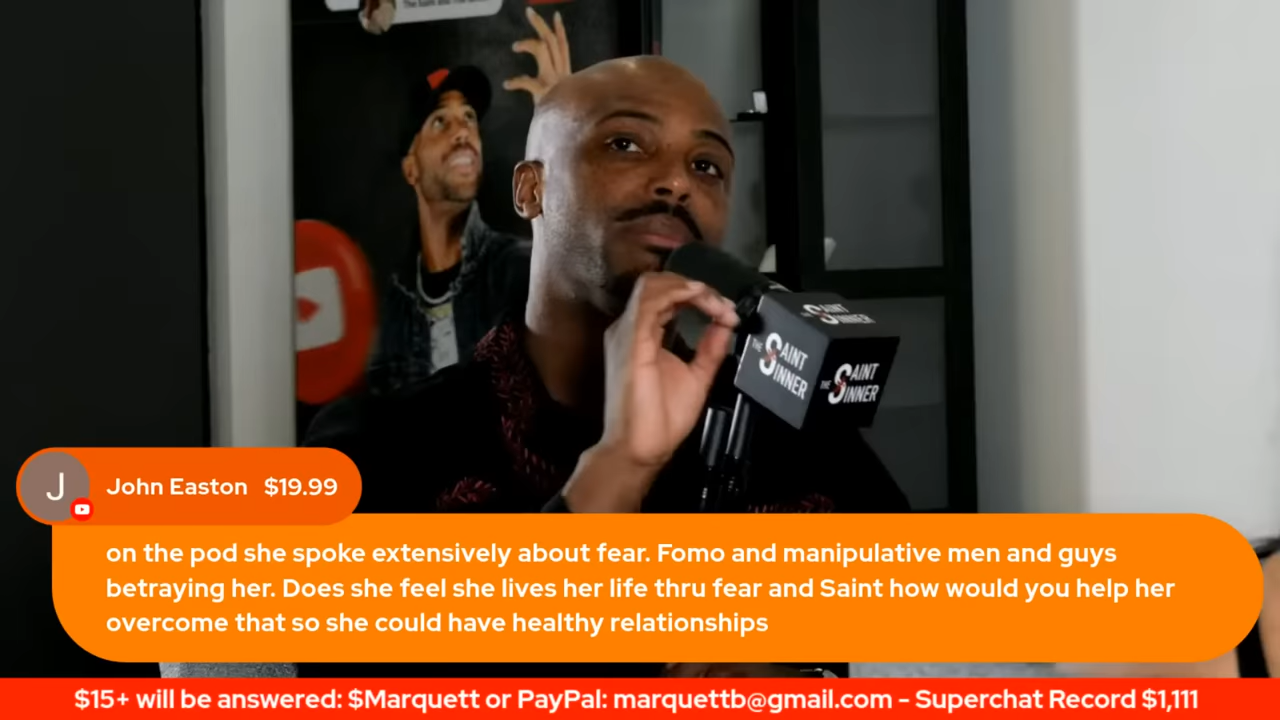 THE SAINT
SINNER
THE SAINT
SINNER
THE SAINT
SINNER
J
John Easton $19.99
on the pod she spoke extensively about fear. Fomo and manipulative men and guys
betraying her. Does she feel she lives her life thru fear and Saint how would you help her
overcome that so she could have healthy relationships
$15+ will be answered: $Marquett or PayPal: marquettb@gmail.com - Superchat Record $1,111